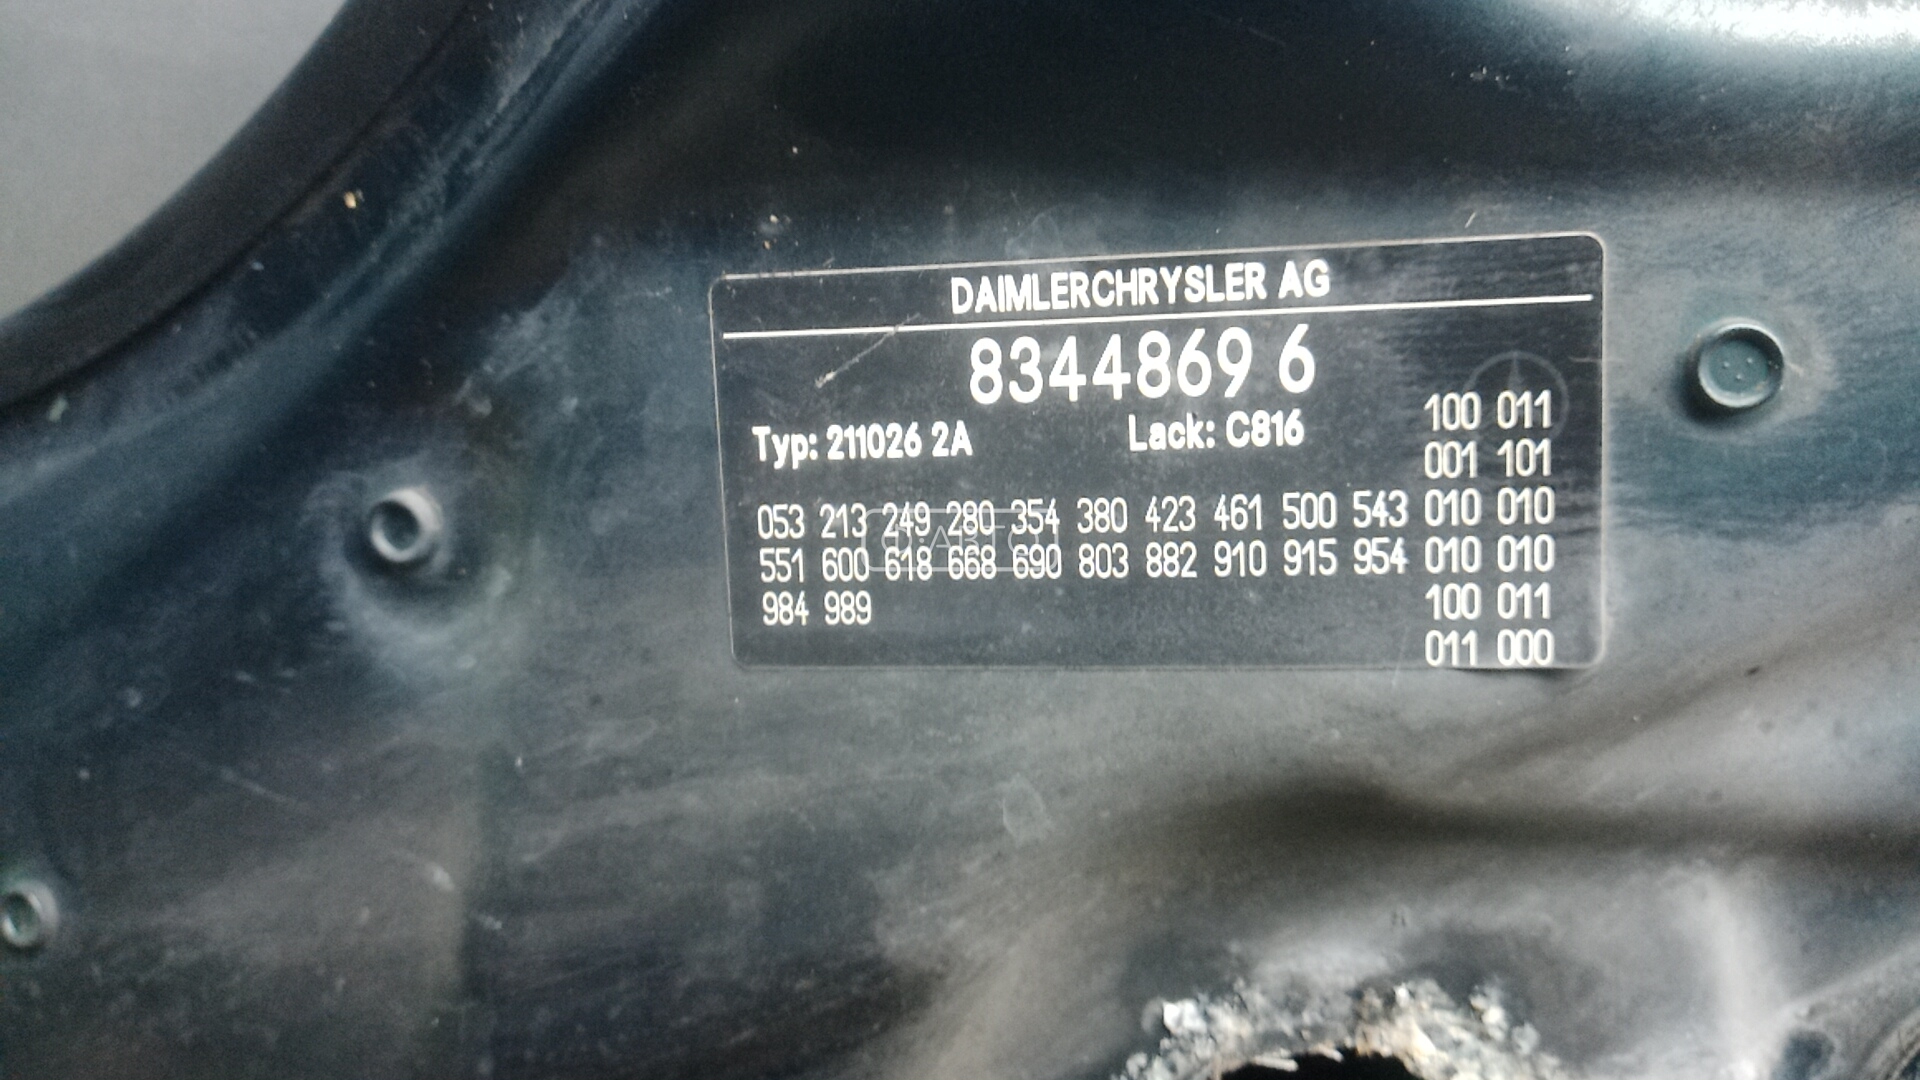 DAIMLERCHRYSLER AG
8344869 6
Typ: 211026 2A Lack: C816
100 011
001 101
053 213 249 280 354 380 423 461 500 543 010 010
551 600 618 668 690 803 882 910 915 954 010 010
984 989 100 011
011 000